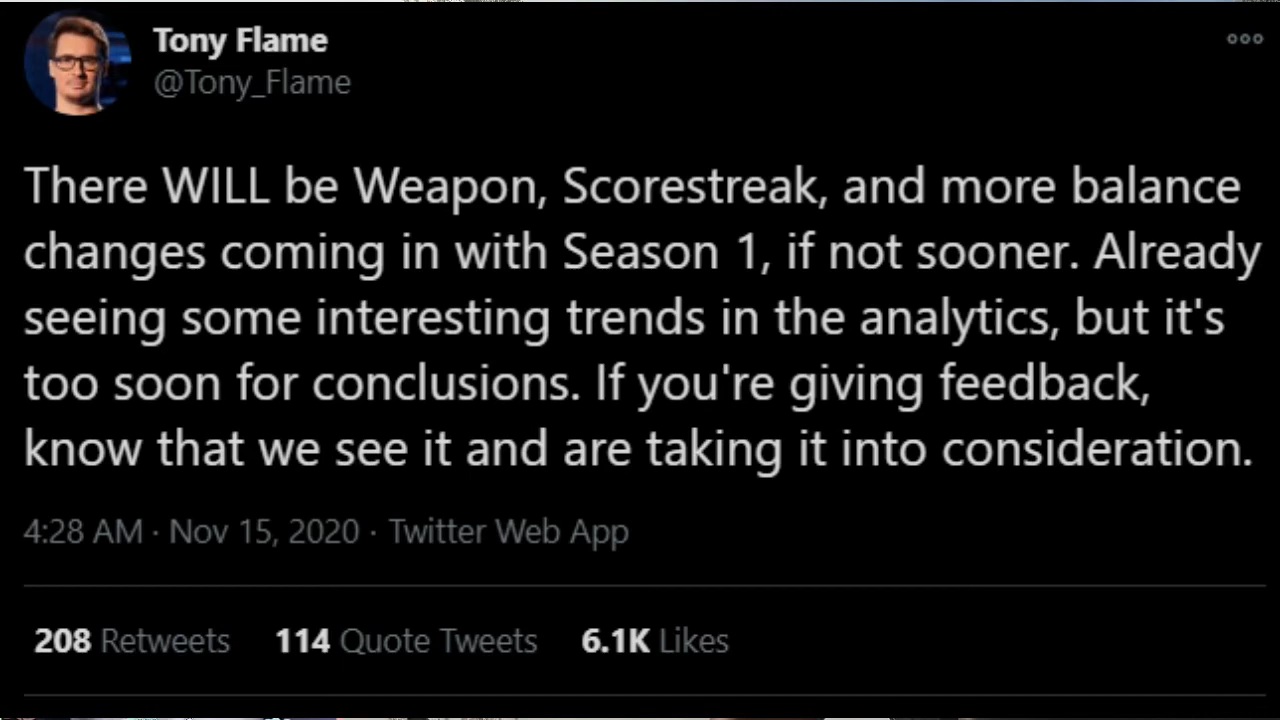 Tony Flame
@Tony_Flame
There WILL be Weapon, Scorestreak, and more balance
changes coming in with Season 1, if not sooner. Already
seeing some interesting trends in the analytics, but it's
too soon for conclusions. If you're giving feedback,
know that we see it and are taking it into consideration.
4:28 AM · Nov 15, 2020 · Twitter Web App
208 Retweets 114 Quote Tweets 6.1K Likes